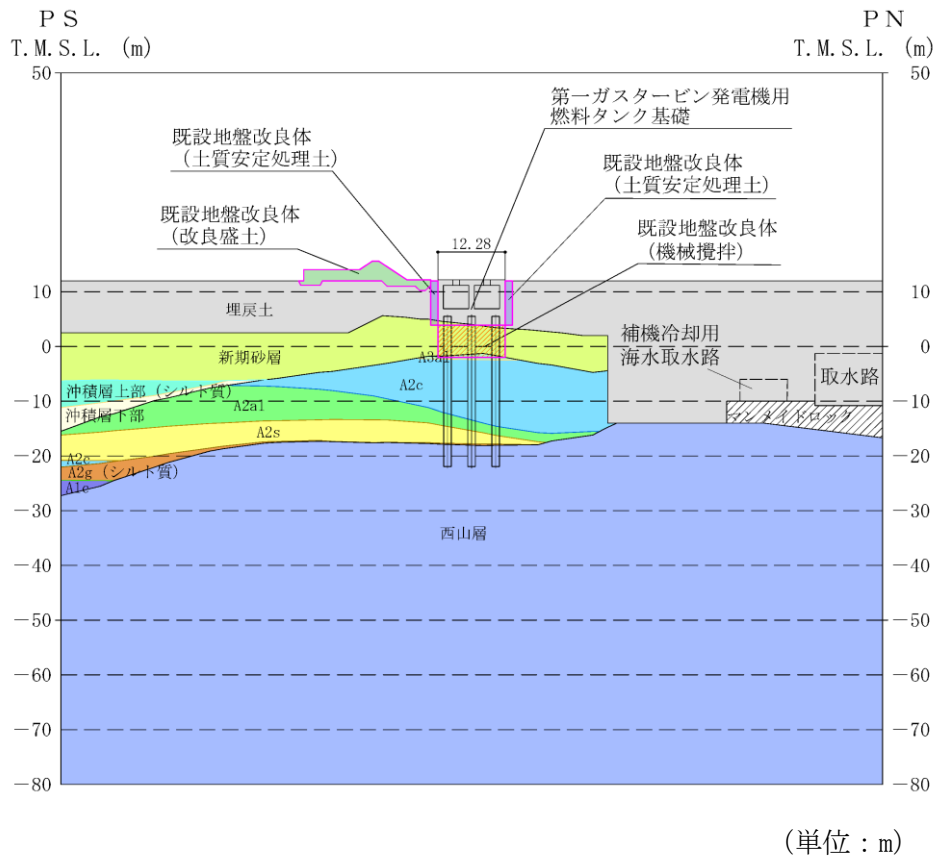 PS
T.M.S.L. (m)
PN
T.M.S.L. (m)
50
10
0
−10
−20
−30
−40
−50
−60
−70
−80
50
10
0
−10
−20
−30
−40
−50
−60
−70
−80
第一ガスタービン発電機用
燃料タンク基礎
既設地盤改良体
(土質安定処理土)
既設地盤改良体
(土質安定処理土)
既設地盤改良体
(改良盛土)
既設地盤改良体
(機械攪拌)
12.28
埋戻土
新期砂層
補機冷却用
海水取水路
取水路
マンメイドロック
沖積層上部(シルト質)
沖積層下部
A2c
A2al
A2s
A2c
A2g(シルト質)
A1c
西山層
(単位:m)